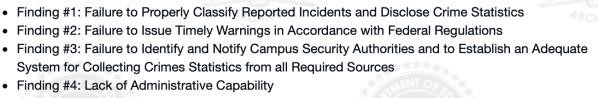 • Finding #1: Failure to Properly Classify Reported Incidents and Disclose Crime Statistics
• Finding #2: Failure to Issue Timely Warnings in Accordance with Federal Regulations
• Finding #3: Failure to Identify and Notify Campus Security Authorities and to Establish an Adequate
System for Collecting Crimes Statistics from all Required Sources
• Finding #4: Lack of Administrative Capability